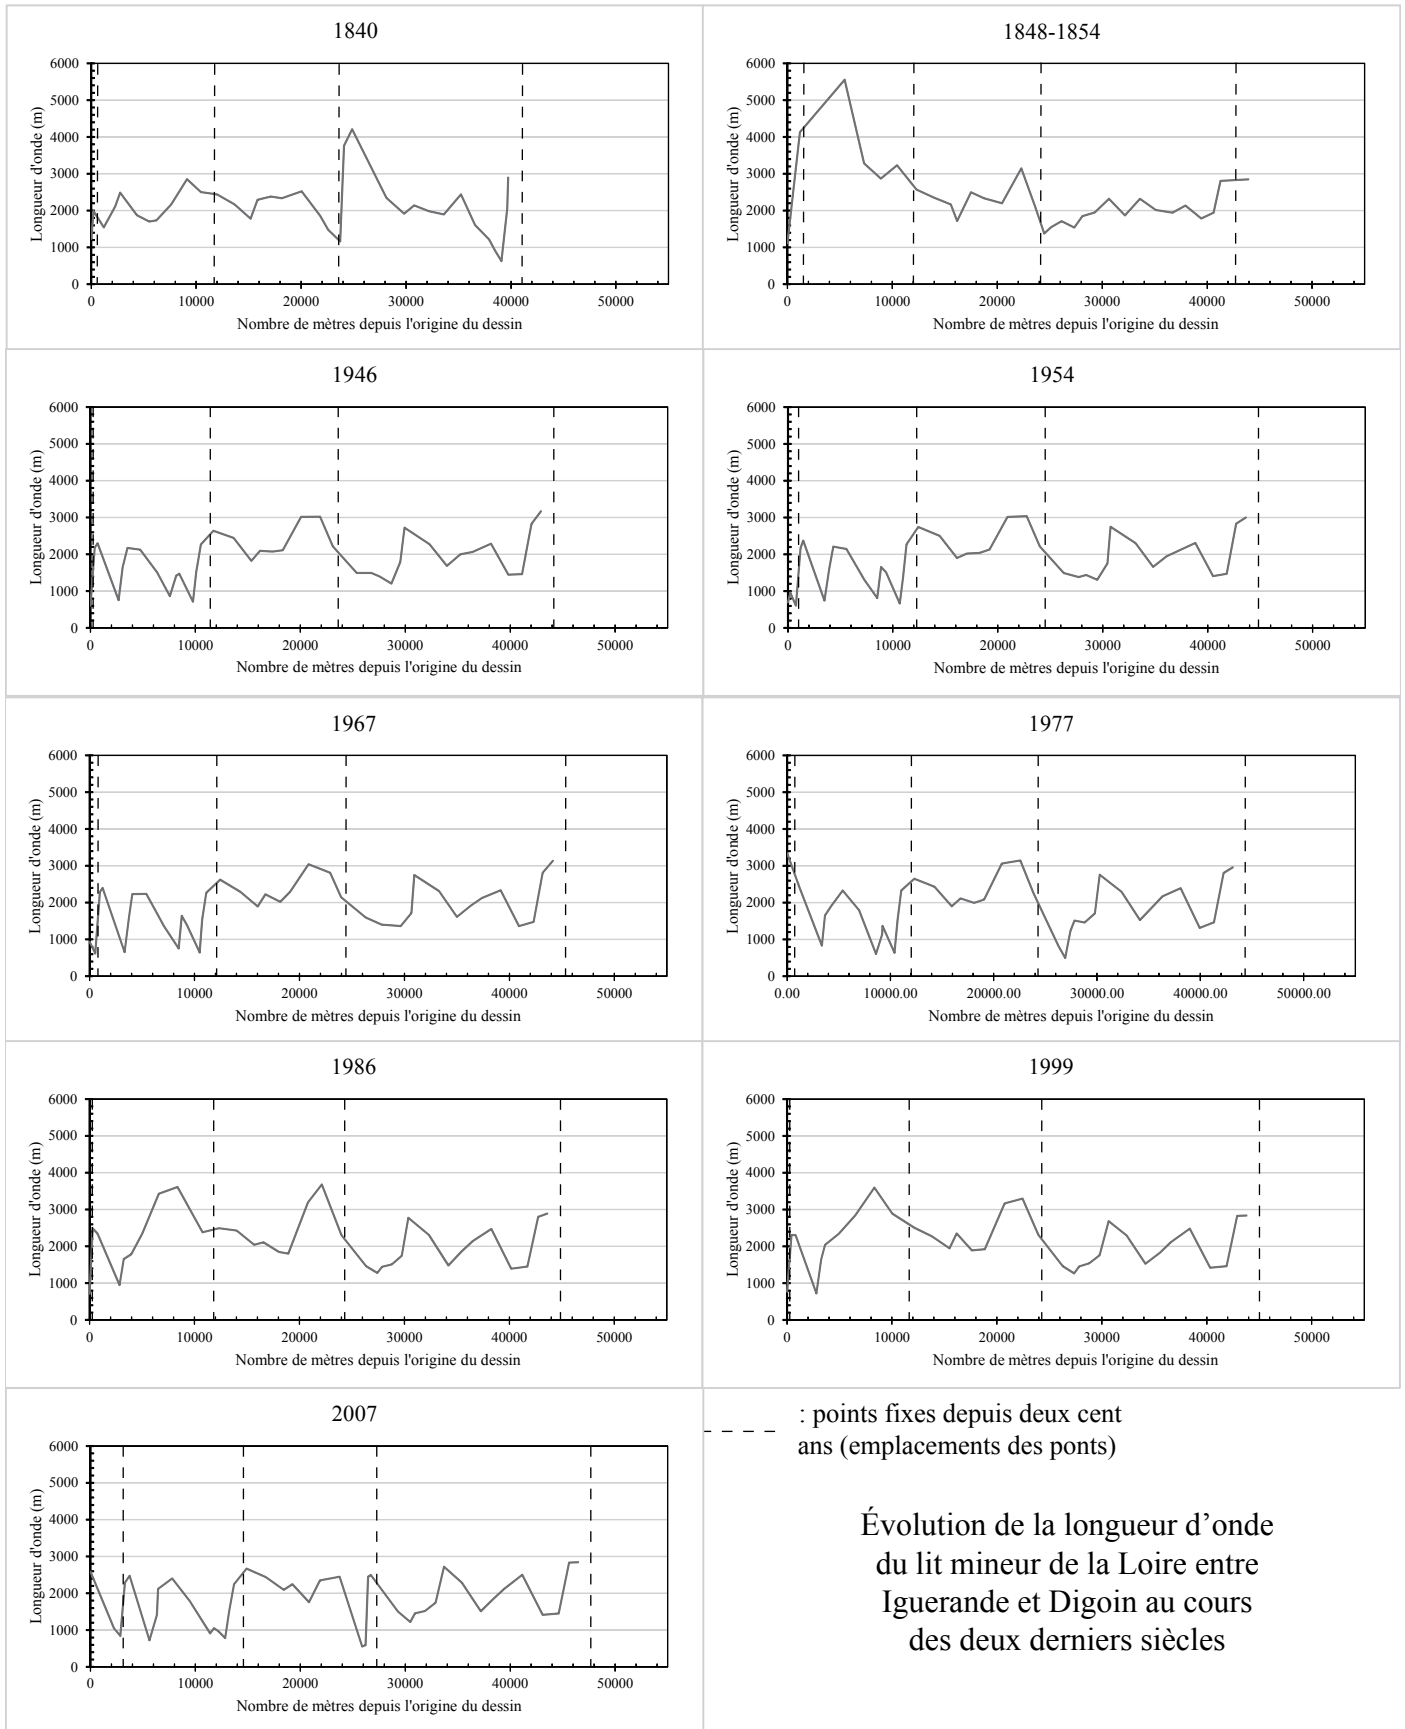 1840
6000
5000
4000
3000
2000
1000
0
Longueur d'onde (m)
0 10000 20000 30000 40000 50000
Nombre de mètres depuis l'origine du dessin
1848-1854
6000
5000
4000
3000
2000
1000
0
Longueur d'onde (m)
0 10000 20000 30000 40000 50000
Nombre de mètres depuis l'origine du dessin
1946
6000
5000
4000
3000
2000
1000
0
Longueur d'onde (m)
0 10000 20000 30000 40000 50000
Nombre de mètres depuis l'origine du dessin
1954
6000
5000
4000
3000
2000
1000
0
Longueur d'onde (m)
0 10000 20000 30000 40000 50000
Nombre de mètres depuis l'origine du dessin
1967
6000
5000
4000
3000
2000
1000
0
Longueur d'onde (m)
0 10000 20000 30000 40000 50000
Nombre de mètres depuis l'origine du dessin
1977
6000
5000
4000
3000
2000
1000
0
Longueur d'onde (m)
0.00 10000.00 20000.00 30000.00 40000.00 50000.00
Nombre de mètres depuis l'origine du dessin
1986
6000
5000
4000
3000
2000
1000
0
Longueur d'onde (m)
0 10000 20000 30000 40000 50000
Nombre de mètres depuis l'origine du dessin
1999
6000
5000
4000
3000
2000
1000
0
Longueur d'onde (m)
0 10000 20000 30000 40000 50000
Nombre de mètres depuis l'origine du dessin
2007
6000
5000
4000
3000
2000
1000
0
Longueur d'onde (m)
0 10000 20000 30000 40000 50000
Nombre de mètres depuis l'origine du dessin
: points fixes depuis deux cent
ans (emplacements des ponts)
Évolution de la longueur d’onde
du lit mineur de la Loire entre
Iguerande et Digoin au cours
des deux derniers siècles